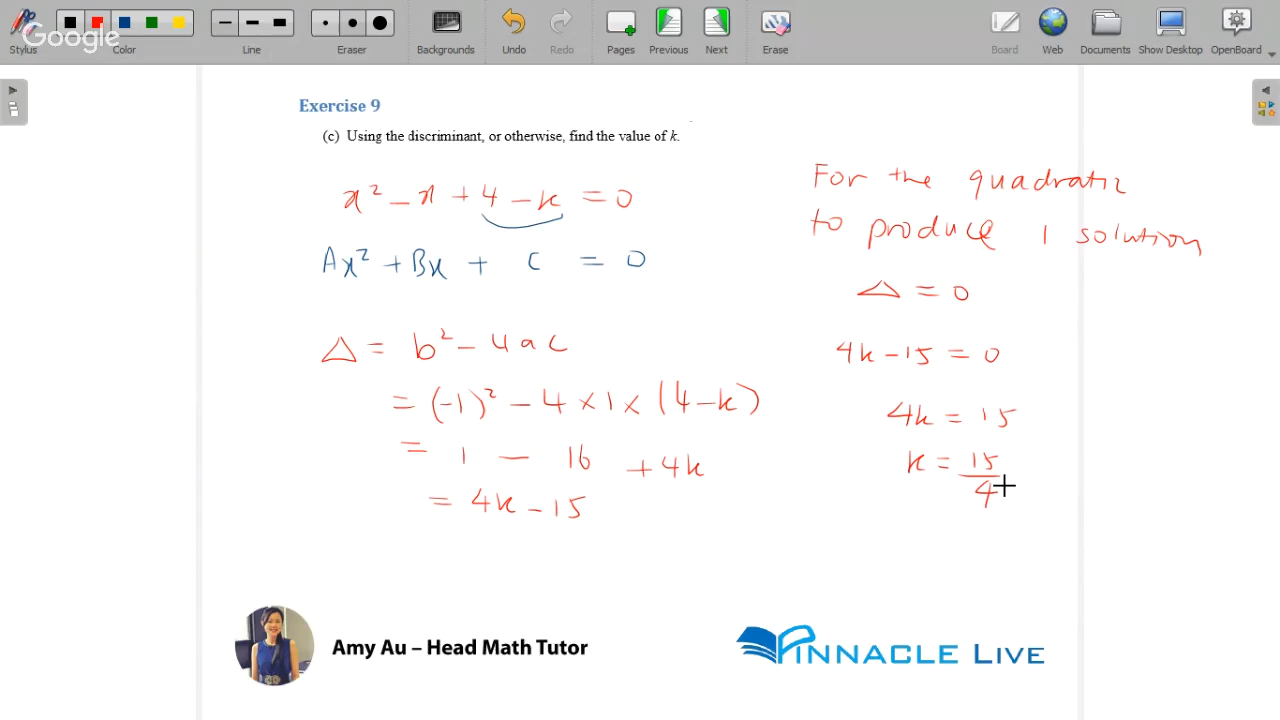 Stylus
Google
Color
Line
Eraser
Backgrounds
Undo
Redo
Pages
Previous
Next
Erase
Board
Web
Documents
Show Desktop
OpenBoard
Exercise 9
(c) Using the discriminant, or otherwise, find the value of k.
x² − x + 4 − k = 0
Ax² + Bx + C = 0
△ = b² − 4ac
= (-1)² − 4 × 1 × (4 − k)
= 1 − 16 + 4k
= 4k − 15
For the quadratic
to produce 1 solution
△ = 0
4k − 15 = 0
4k = 15
k = 15/4
Amy Au – Head Math Tutor
PINNACLE LIVE